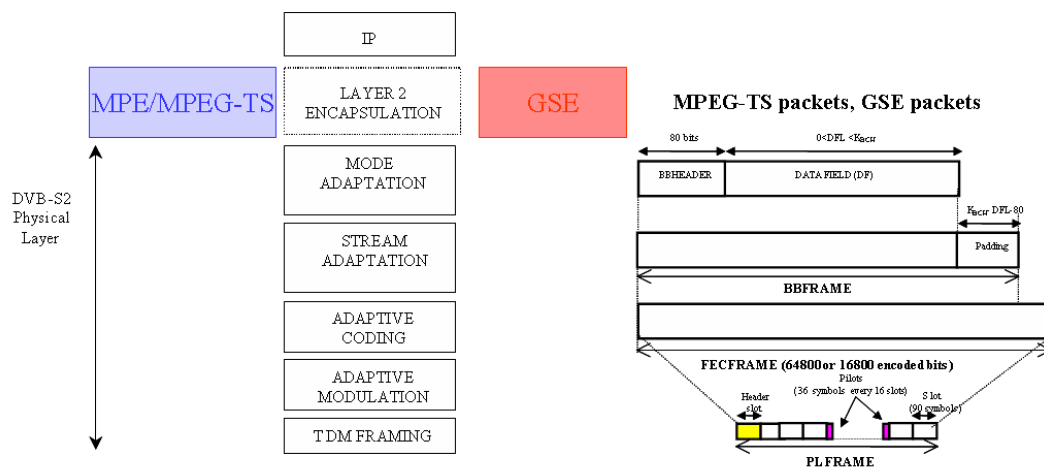 IP
MPE/MPEG-TS
LAYER 2
ENCAPSULATION
GSE
MPEG-TS packets, GSE packets
80 bits
0<DFL <KBCH
DVB-S2
Physical
Layer
MODE
ADAPTATION
BBHEADER
DATA FIELD (DF)
KBCH- DFL-80
STREAM
ADAPTATION
Padding
BBFRAME
ADAPTIVE
CODING
FECFRAME (64800 or 16800 encoded bits)
ADAPTIVE
MODULATION
Pilots
(36 symbols every 16 slots)
Header
slot
Slot
(90 symbols)
TDM FRAMING
PLFRAME